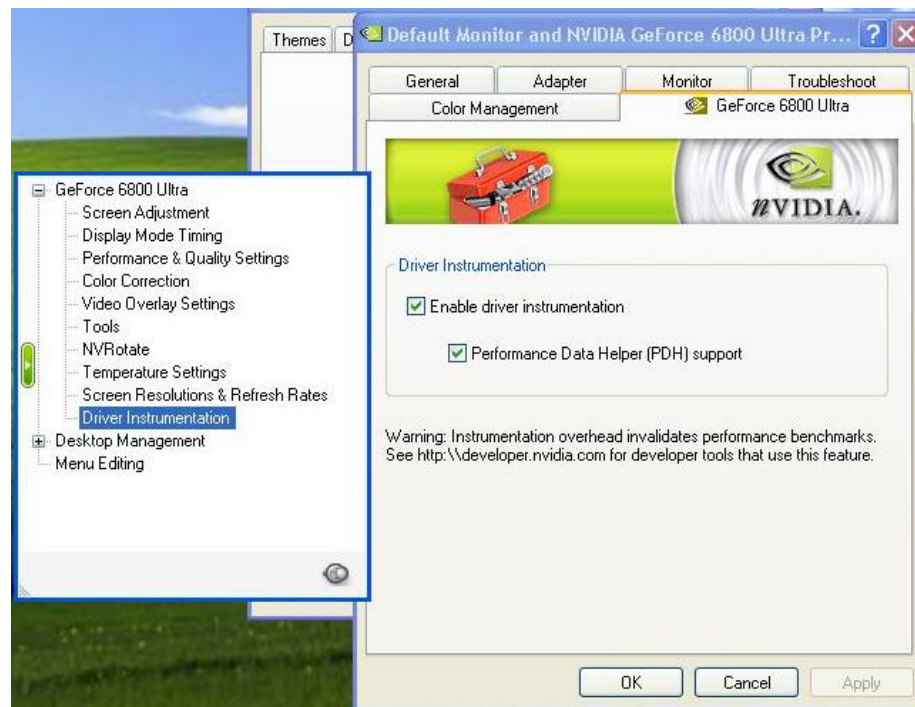 Themes
D
Default Monitor and NVIDIA GeForce 6800 Ultra Pr...
General
Adapter
Monitor
Troubleshoot
Color Management
GeForce 6800 Ultra
nVIDIA.
GeForce 6800 Ultra
Screen Adjustment
Display Mode Timing
Performance & Quality Settings
Color Correction
Video Overlay Settings
Tools
NVRotate
Temperature Settings
Screen Resolutions & Refresh Rates
Driver Instrumentation
Desktop Management
Menu Editing
Driver Instrumentation
Enable driver instrumentation
Performance Data Helper (PDH) support
Warning: Instrumentation overhead invalidates performance benchmarks.
See http:\\developer.nvidia.com for developer tools that use this feature.
OK
Cancel
Apply